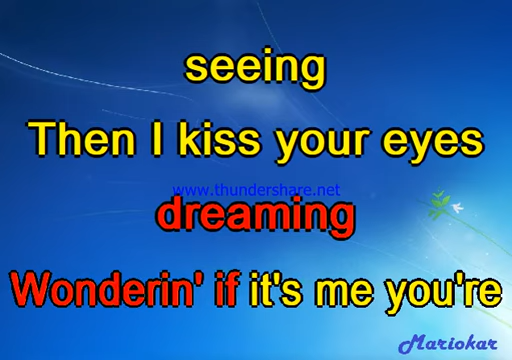 seeing
Then I kiss your eyes
www.thundershare.net
dreaming
Wonderin' if it's me you're
Mariokar